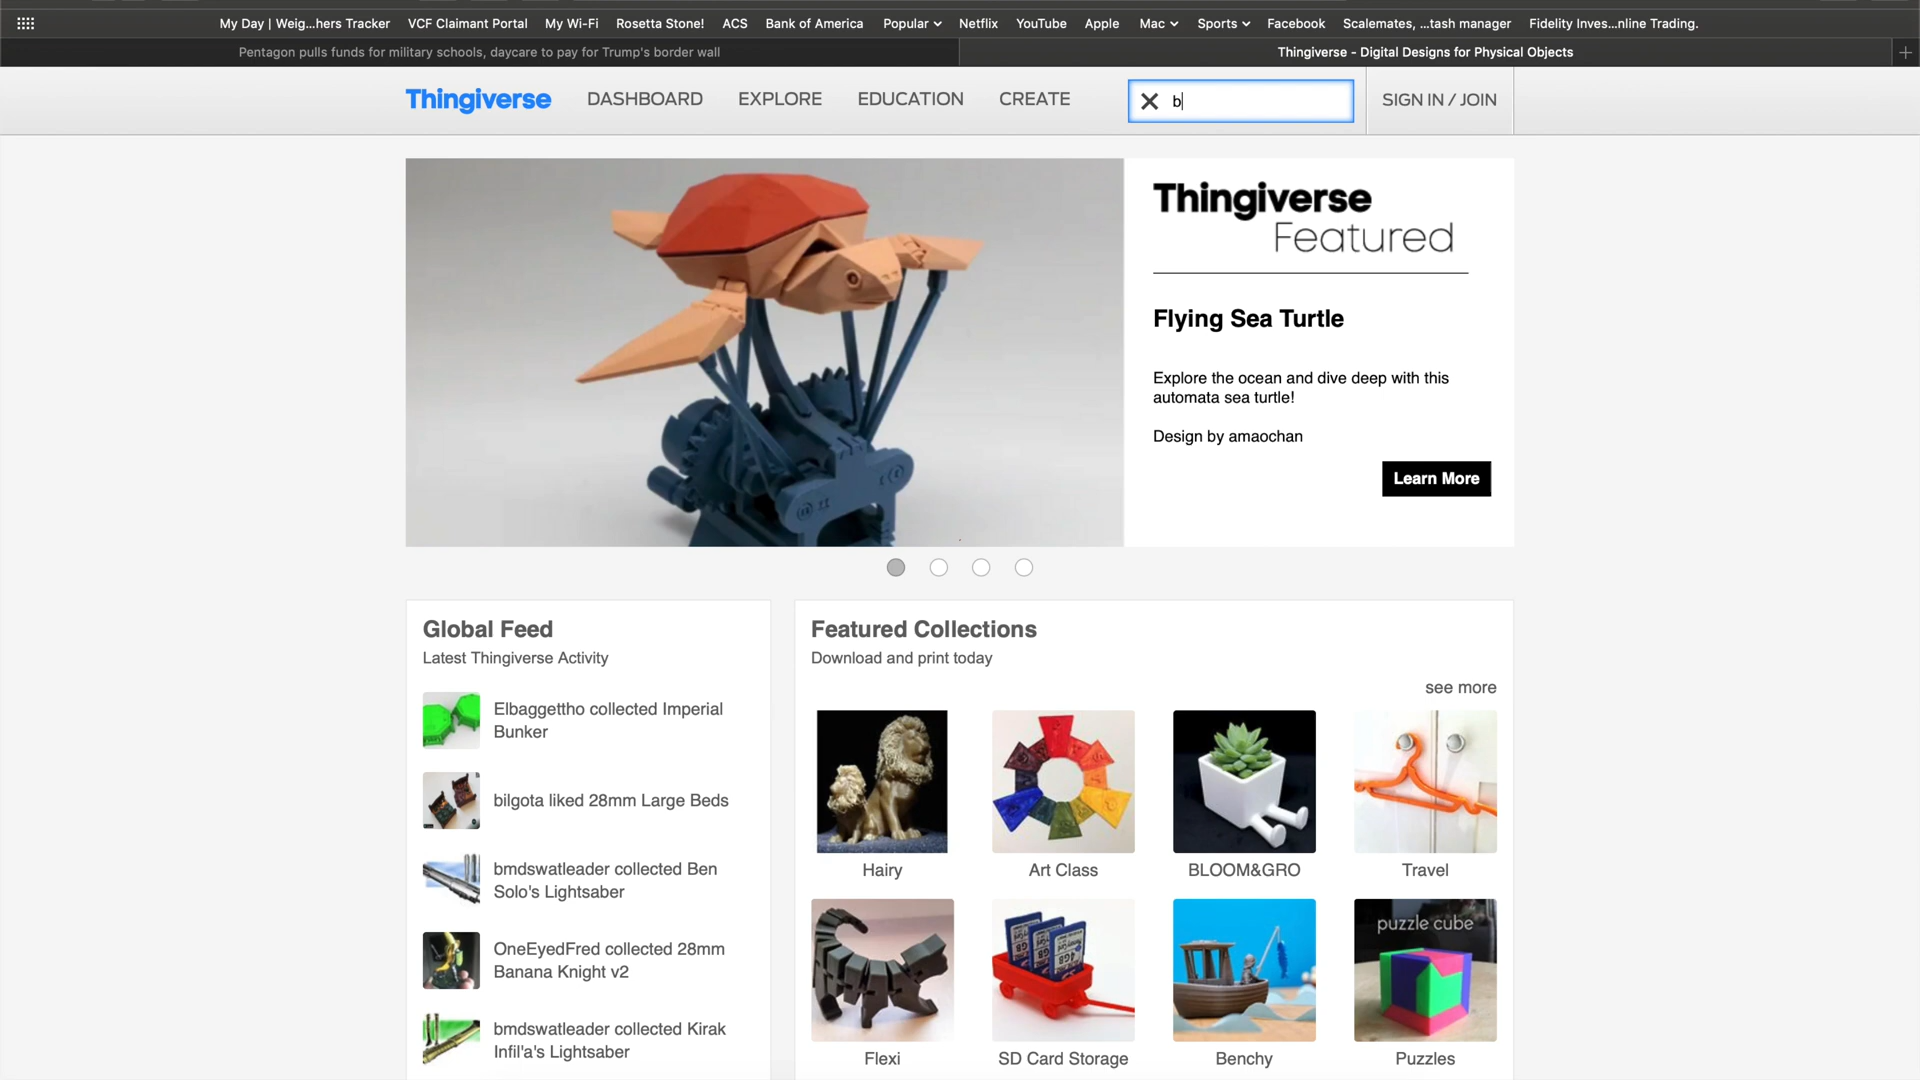 My Day | Weig...hers Tracker VCF Claimant Portal My Wi-Fi Rosetta Stone! ACS Bank of America Popular Netflix YouTube Apple Mac Sports Facebook Scalemates, ...tash manager Fidelity Inves...nline Trading.
Pentagon pulls funds for military schools, daycare to pay for Trump's border wall
Thingiverse - Digital Designs for Physical Objects
Thingiverse DASHBOARD EXPLORE EDUCATION CREATE b SIGN IN / JOIN
Thingiverse
Featured
Flying Sea Turtle
Explore the ocean and dive deep with this
automata sea turtle!
Design by amaochan
Learn More
Global Feed
Latest Thingiverse Activity
Elbaggettho collected Imperial
Bunker
bilgota liked 28mm Large Beds
bmdswatleader collected Ben
Solo's Lightsaber
OneEyedFred collected 28mm
Banana Knight v2
bmdswatleader collected Kirak
Infil'a's Lightsaber
Featured Collections
Download and print today
see more
Hairy
Art Class
BLOOM&GRO
Travel
puzzle cube
Flexi
SD Card Storage
Benchy
Puzzles